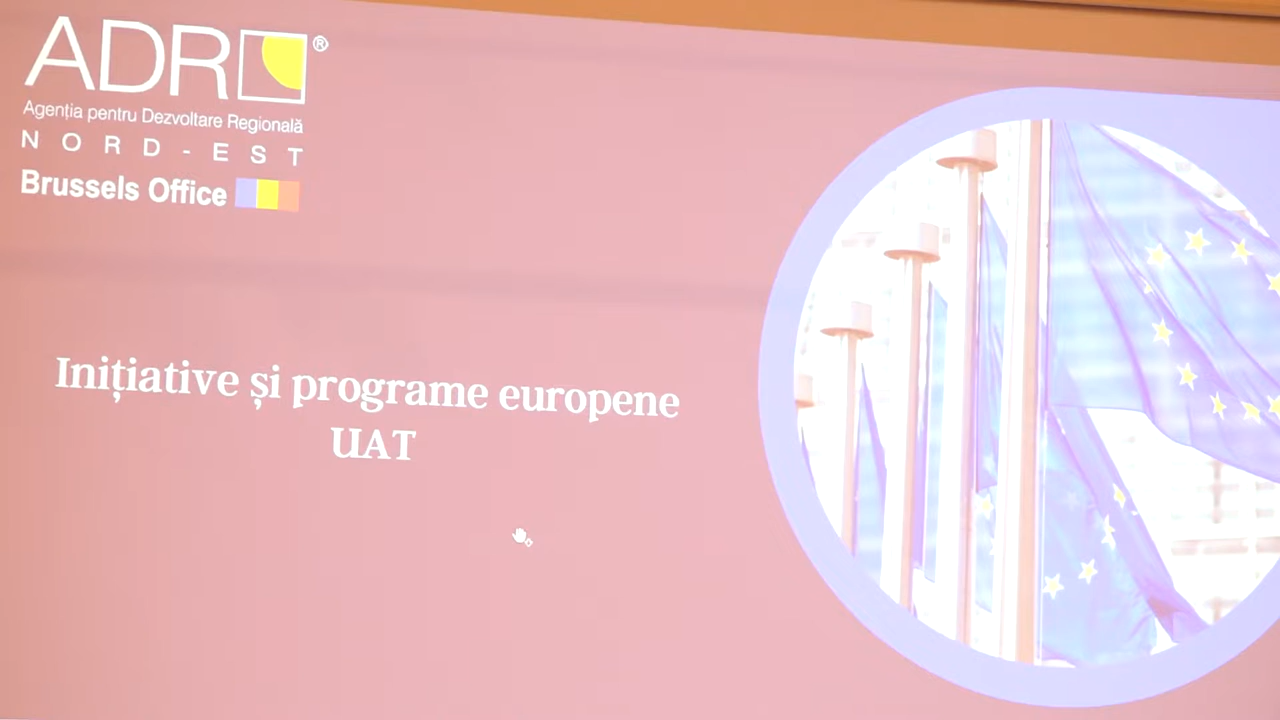 ADR ®
Agenția pentru Dezvoltare Regională
NORD-EST
Brussels Office
Inițiative și programe europene
UAT